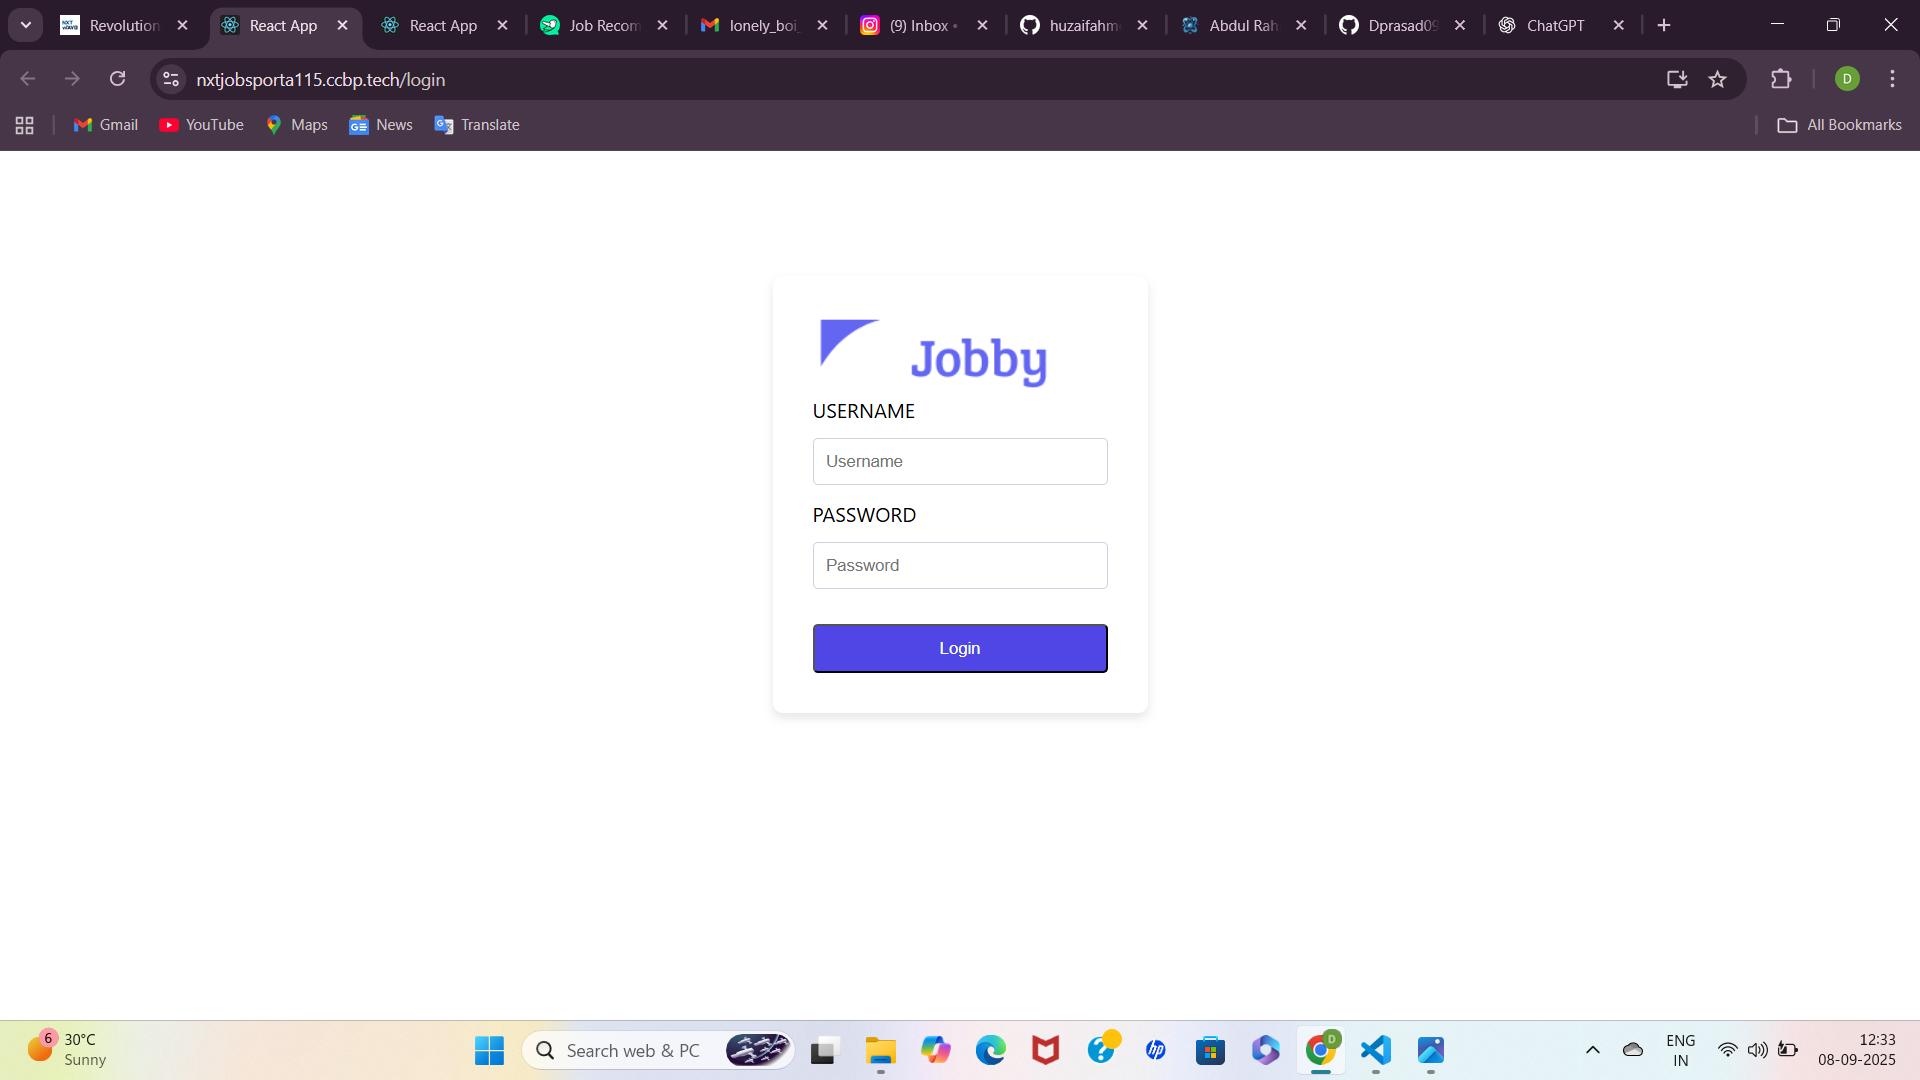 Revolution
React App
React App
Job Recom
lonely_boi_
(9) Inbox •
huzaifahm
Abdul Rah
Dprasad09
ChatGPT
nxtjobsporta115.ccbp.tech/login
D
Gmail
YouTube
Maps
News
Translate
All Bookmarks
Jobby
USERNAME
Username
PASSWORD
Password
Login
6
30°C
Sunny
Search web & PC
hp
D
ENG
IN
12:33
08-09-2025